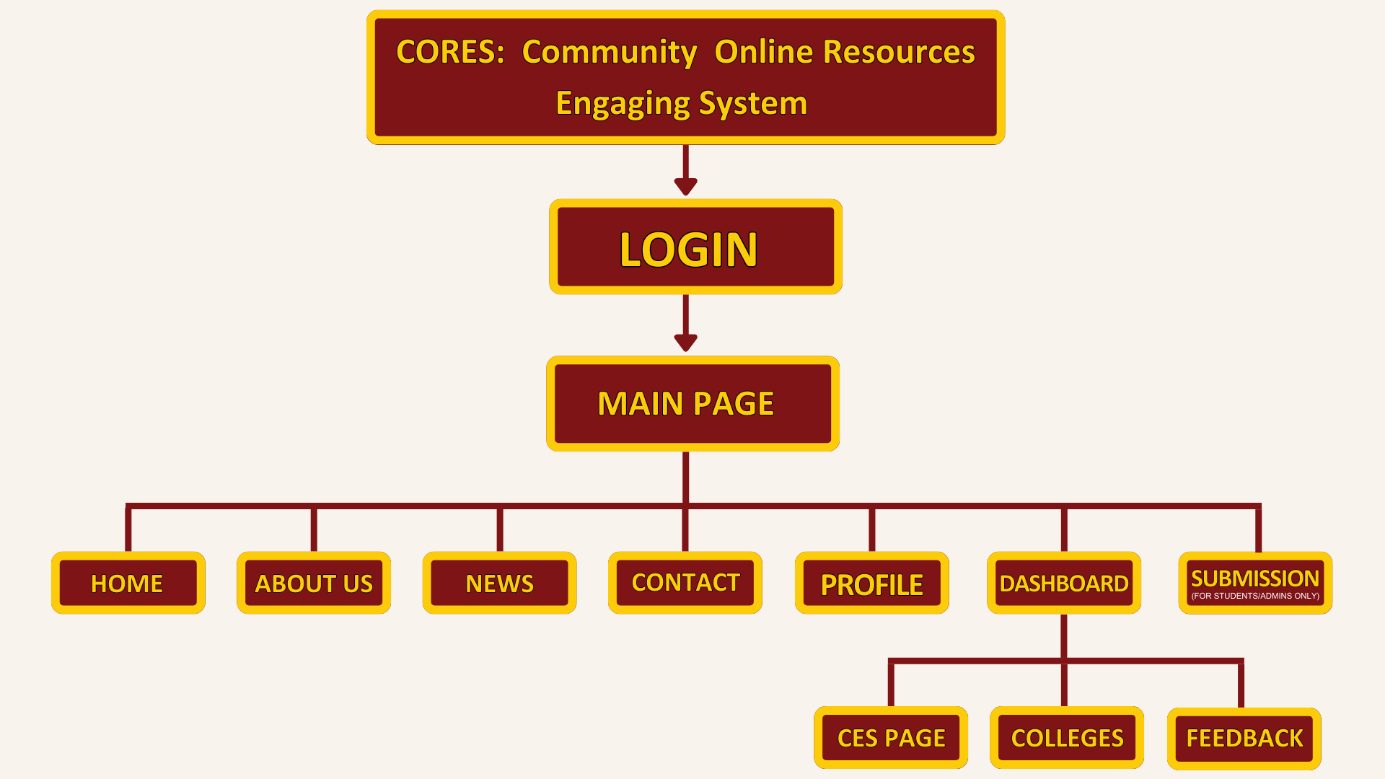 CORES: Community Online Resources
Engaging System
LOGIN
MAIN PAGE
HOME
ABOUT US
NEWS
CONTACT
PROFILE
DASHBOARD
SUBMISSION
(FOR STUDENTS/ADMINS ONLY)
CES PAGE
COLLEGES
FEEDBACK